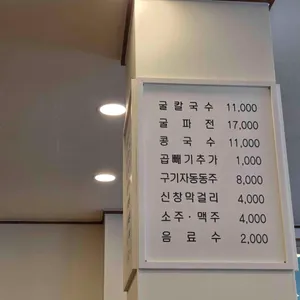 굴 칼 국 수 11,000
굴 파 전 17,000
콩 국 수 11,000
곱빼기추가 1,000
구기자동동주 8,000
신창막걸리 4,000
소주 · 맥주 4,000
음 료 수 2,000